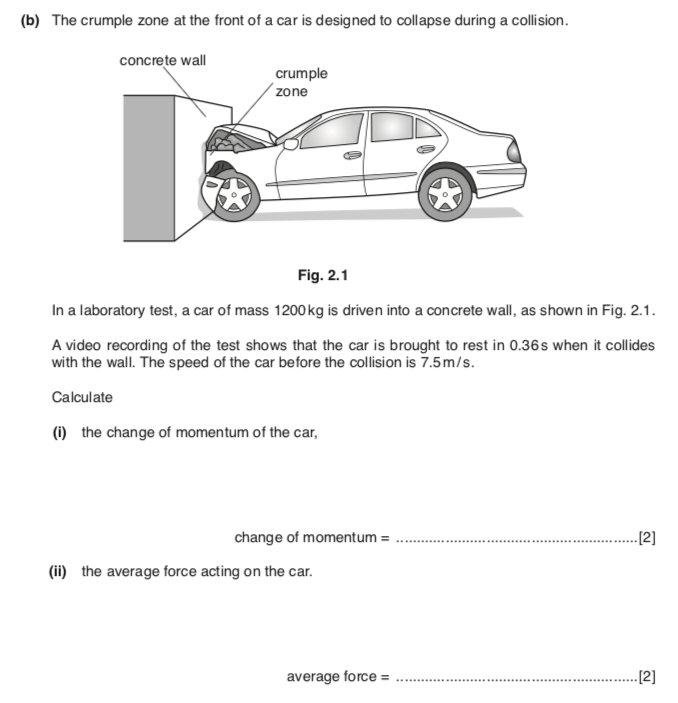 (b) The crumple zone at the front of a car is designed to collapse during a collision.
concrete wall
crumple
zone
Fig. 2.1
In a laboratory test, a car of mass 1200 kg is driven into a concrete wall, as shown in Fig. 2.1.
A video recording of the test shows that the car is brought to rest in 0.36 s when it collides
with the wall. The speed of the car before the collision is 7.5 m/s.
Calculate
(i) the change of momentum of the car,
change of momentum = ..........................................................[2]
(ii) the average force acting on the car.
average force = ..........................................................[2]